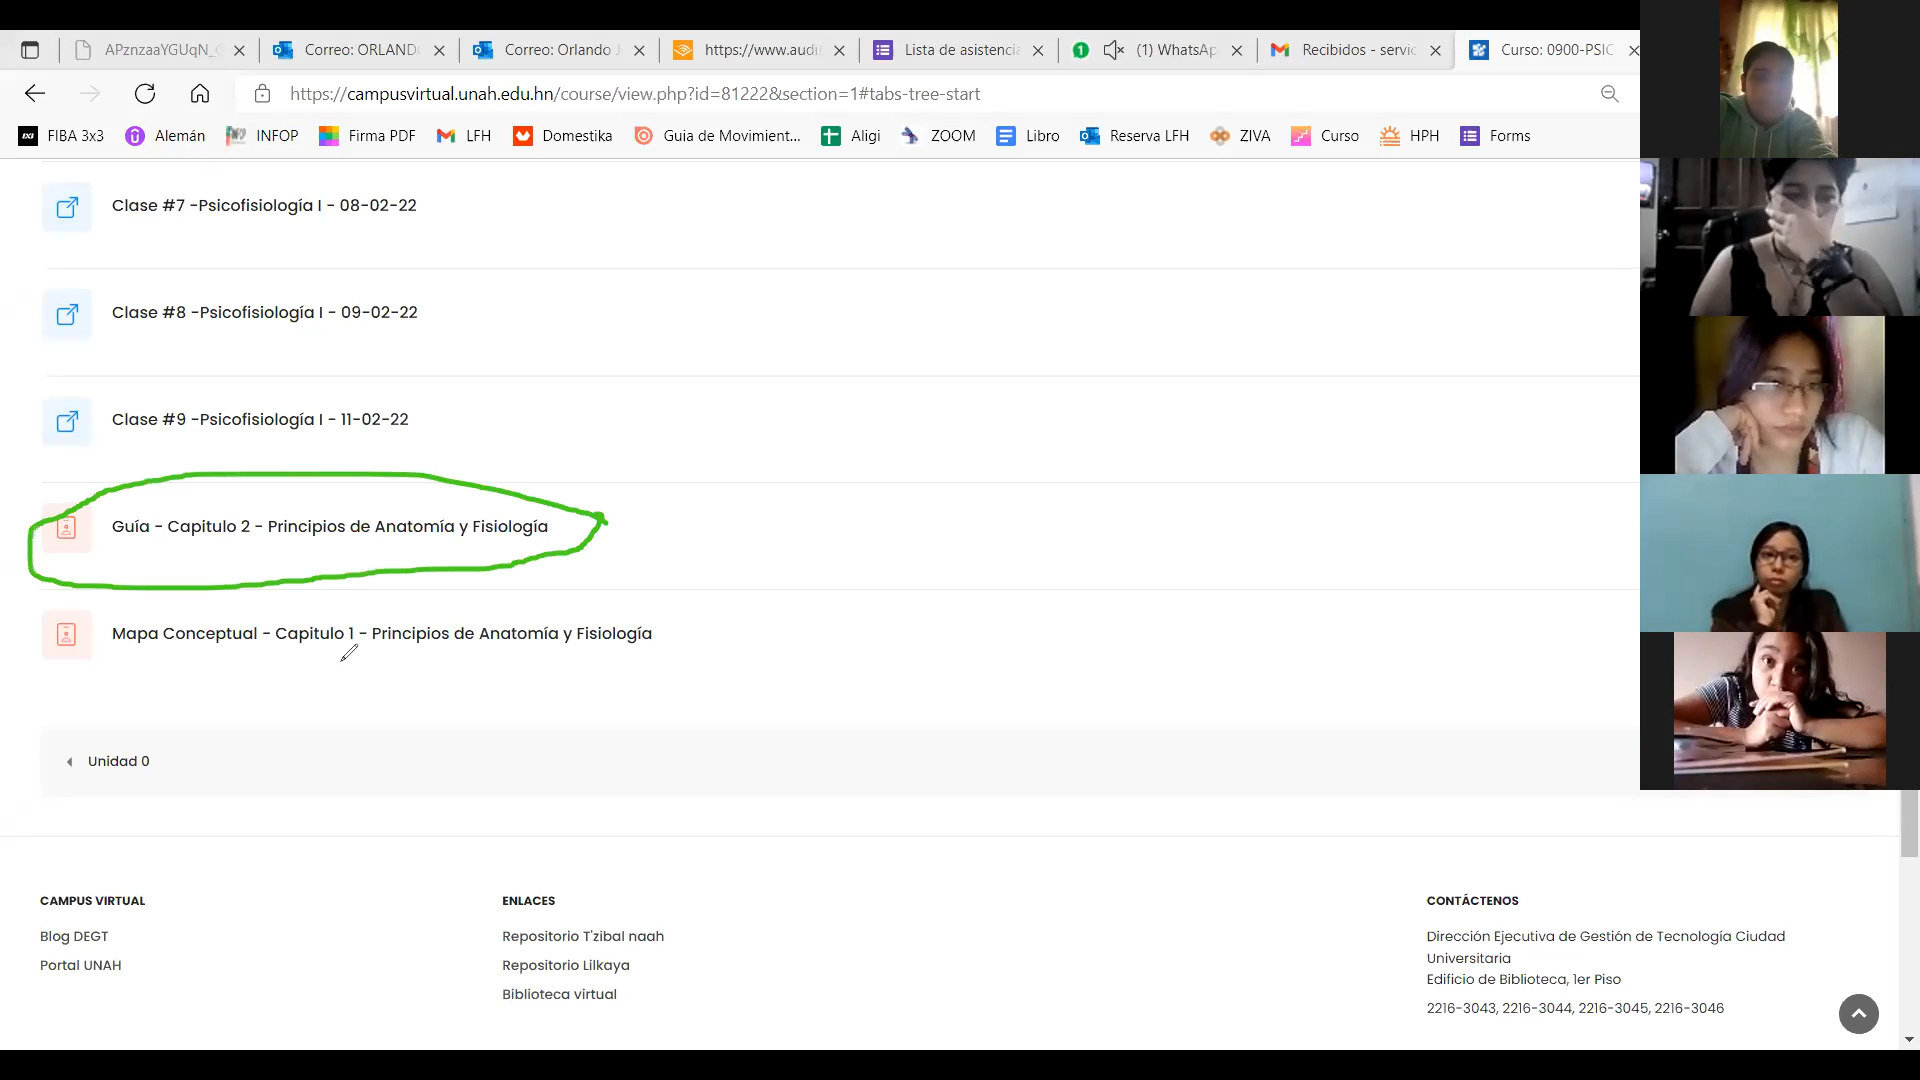 APznzaaYGUqN_
Correo: ORLAND
Correo: Orlando J
https://www.audi
Lista de asistencia
1
(1) WhatsAp
Recibidos - servic
Curso: 0900-PSIC
https://campusvirtual.unah.edu.hn/course/view.php?id=81222&section=1#tabs-tree-start
FIBA 3x3
Alemán
INFOP
Firma PDF
LFH
Domestika
Guia de Movimient...
Aligi
ZOOM
Libro
Reserva LFH
ZIVA
Curso
HPH
Forms
Clase #7 -Psicofisiología I - 08-02-22
Clase #8 -Psicofisiología I - 09-02-22
Clase #9 -Psicofisiología I - 11-02-22
Guía - Capitulo 2 - Principios de Anatomía y Fisiología
Mapa Conceptual - Capitulo 1 - Principios de Anatomía y Fisiología
Unidad 0
CAMPUS VIRTUAL
Blog DEGT
Portal UNAH
ENLACES
Repositorio T'zibal naah
Repositorio Lilkaya
Biblioteca virtual
CONTÁCTENOS
Dirección Ejecutiva de Gestión de Tecnología Ciudad
Universitaria
Edificio de Biblioteca, 1er Piso
2216-3043, 2216-3044, 2216-3045, 2216-3046